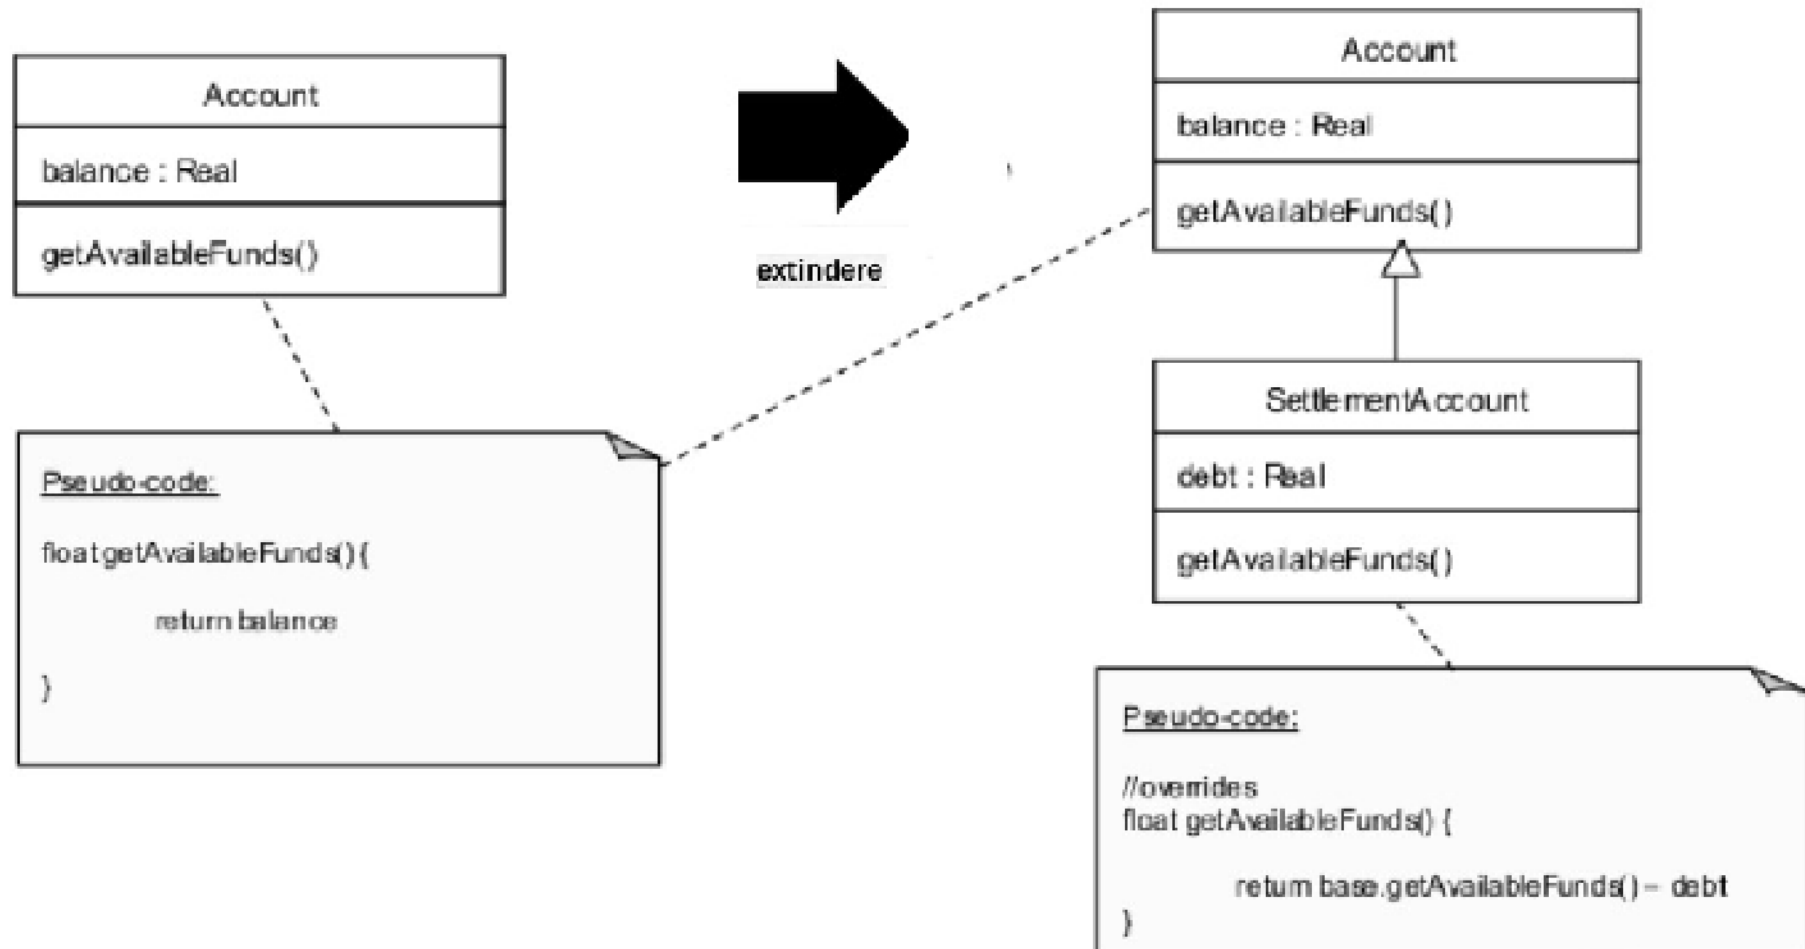 Account
balance : Real
getAvailableFunds()
extindere
Account
balance : Real
getAvailableFunds()
SettlementAccount
debt : Real
getAvailableFunds()
Pseudo-code:
float getAvailableFunds() {
return balance
}
Pseudo-code:
//overrides
float getAvailableFunds() {
return base.getAvailableFunds() – debt
}